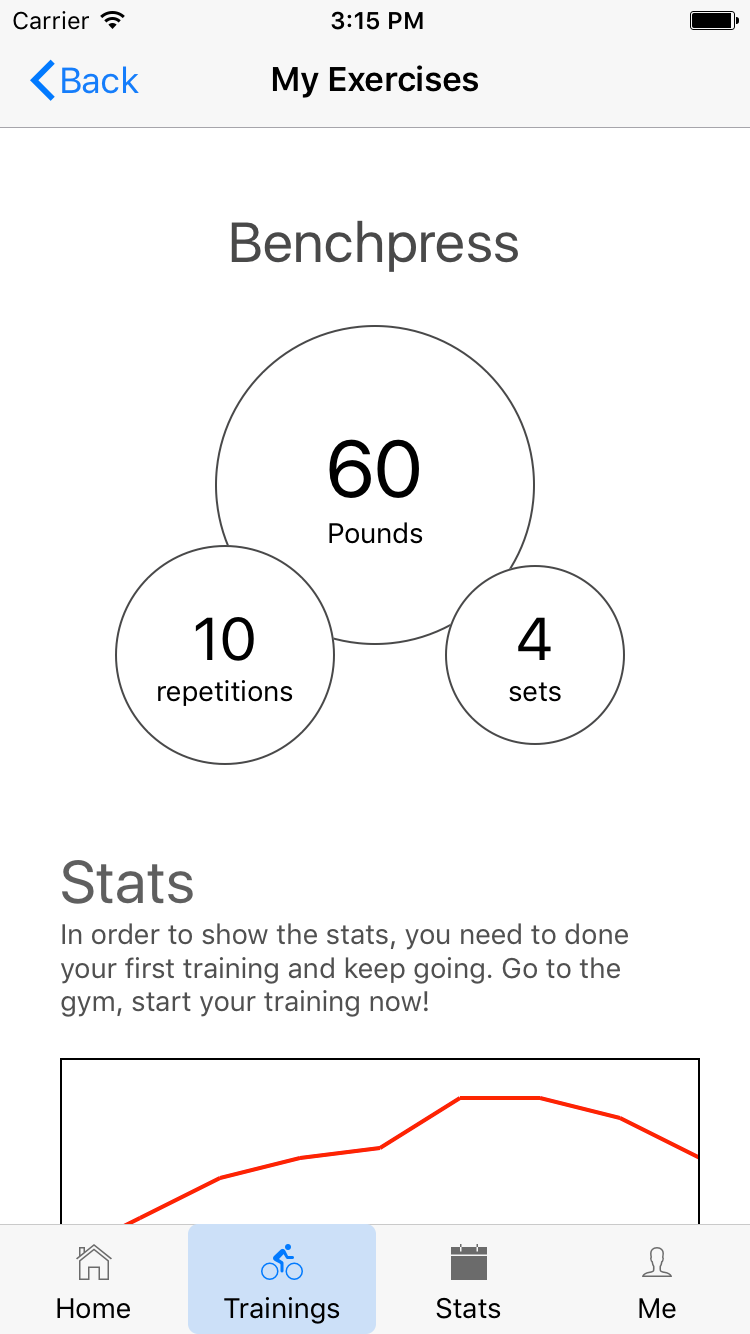 Carrier 3:15 PM
Back My Exercises
Benchpress
60
Pounds
10
repetitions
4
sets
Stats
In order to show the stats, you need to done
your first training and keep going. Go to the
gym, start your training now!
Home Trainings Stats Me